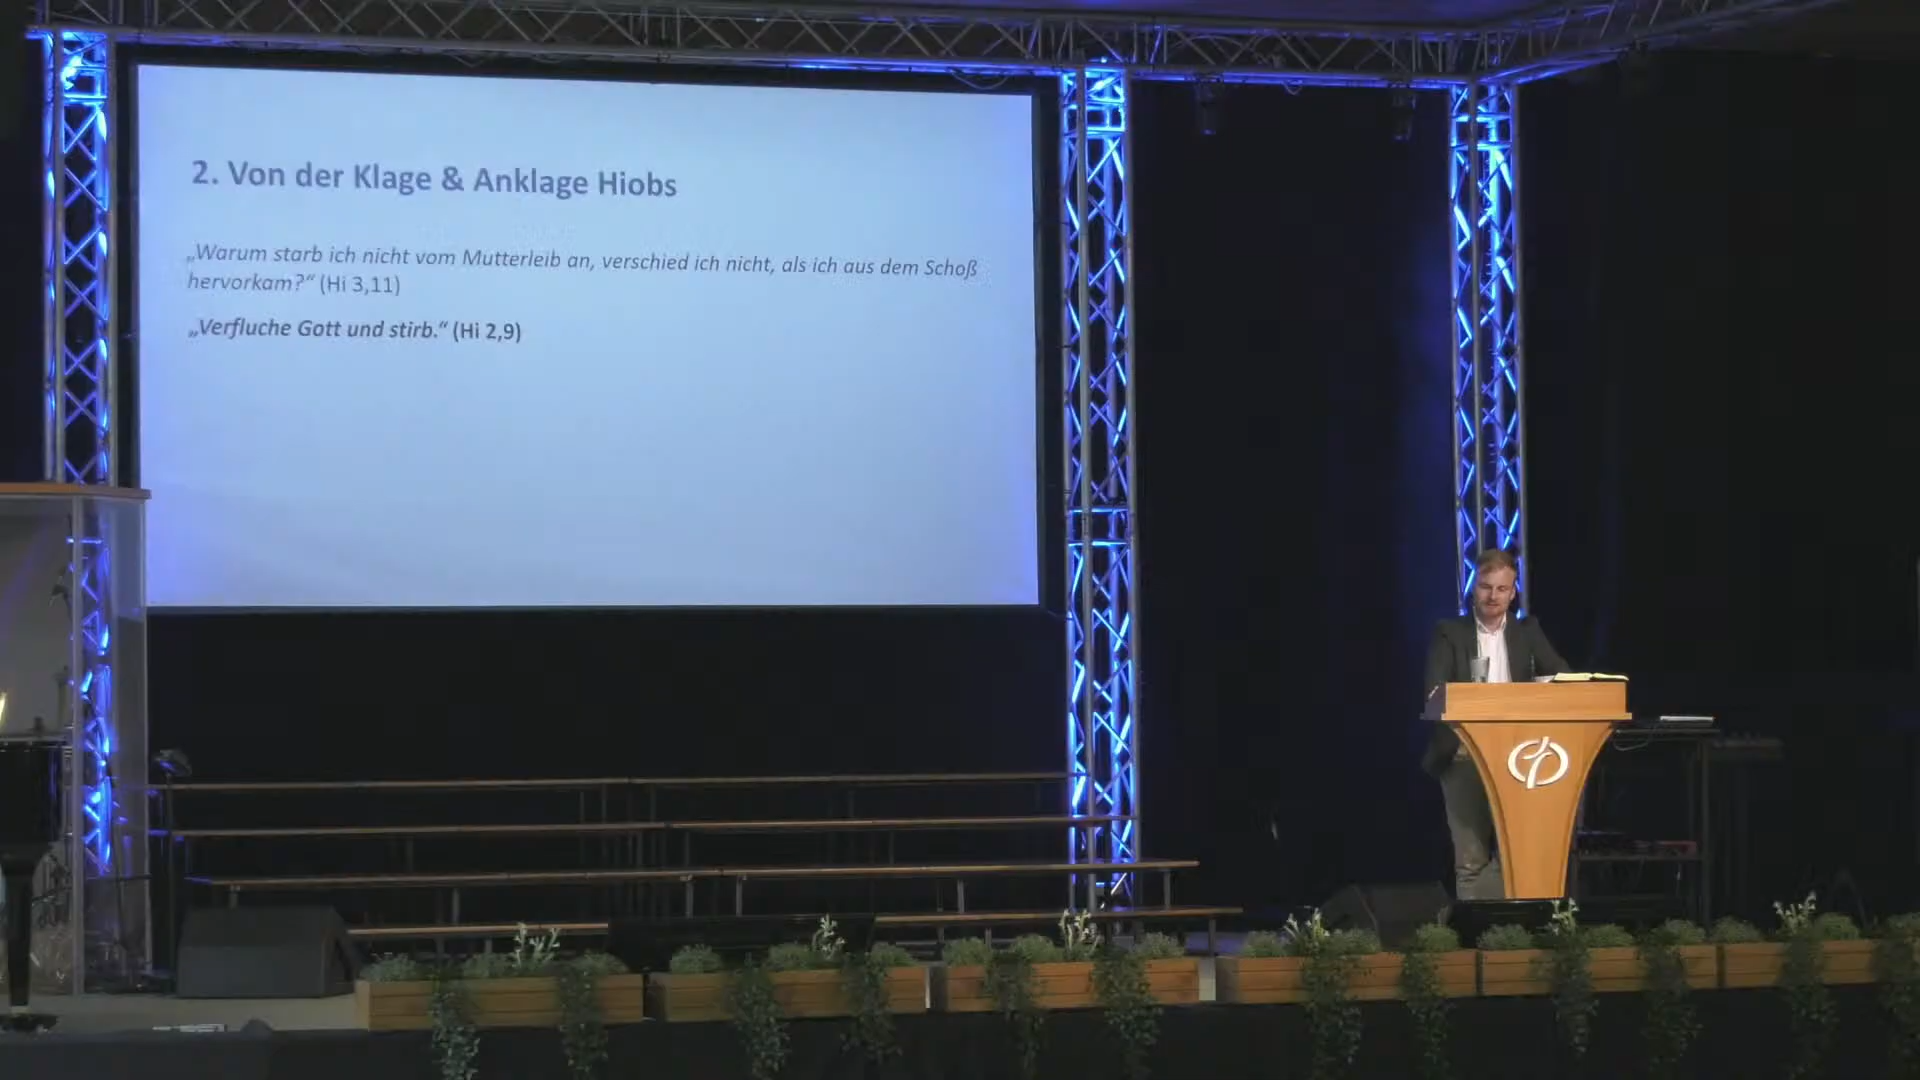 2. Von der Klage & Anklage Hiobs
„Warum starb ich nicht vom Mutterleib an, verschied ich nicht, als ich aus dem Schoß
hervorkam?“ (Hi 3,11)
„Verfluche Gott und stirb.“ (Hi 2,9)